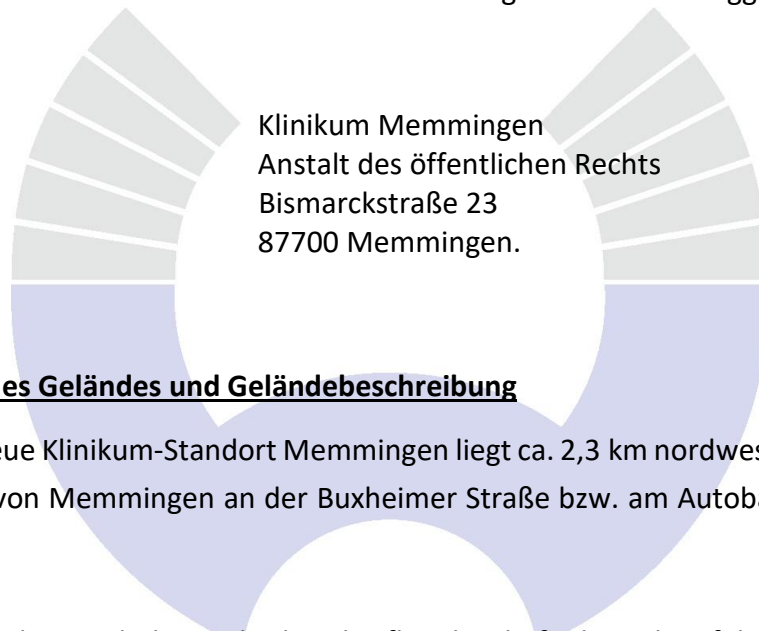 Klinikum Memmingen
Anstalt des öffentlichen Rechts
Bismarckstraße 23
87700 Memmingen.
es Geländes und Geländebeschreibung
eue Klinikum-Standort Memmingen liegt ca. 2,3 km nordwes
von Memmingen an der Buxheimer Straße bzw. am Autoba